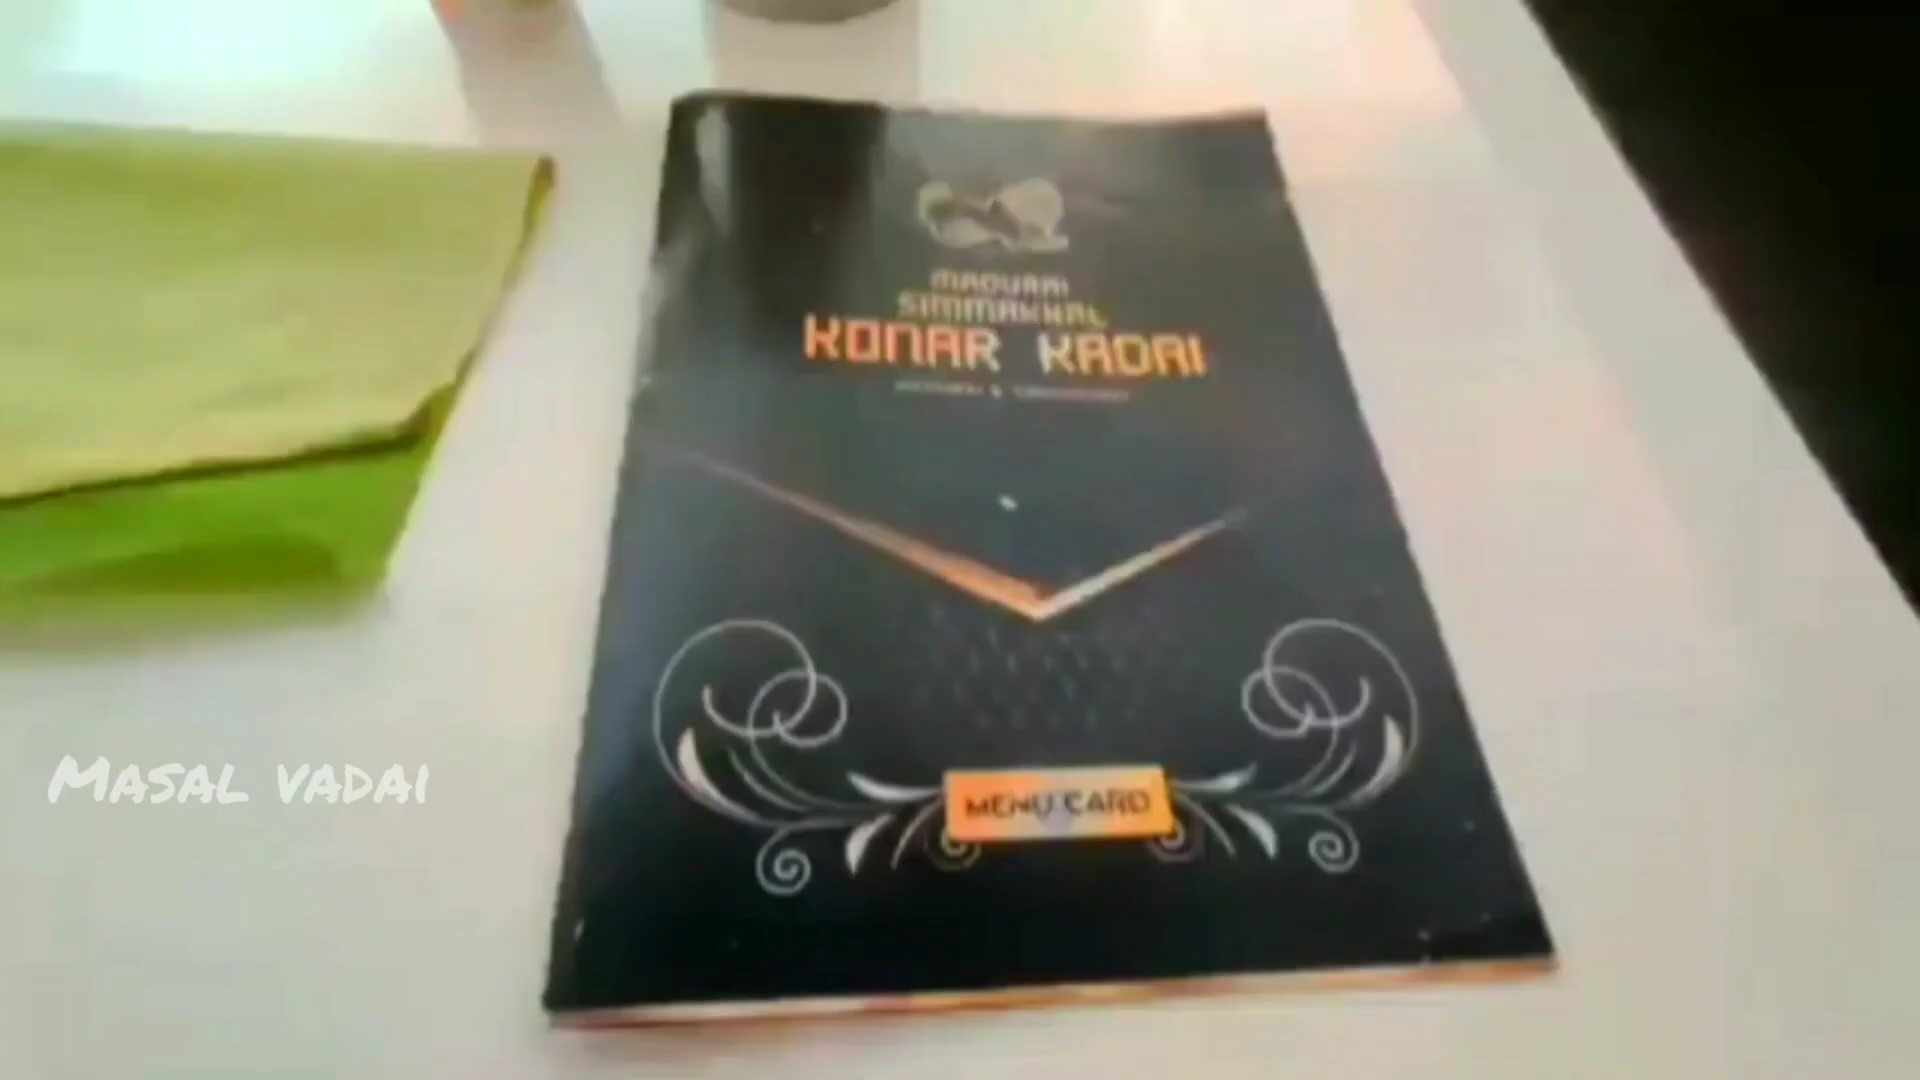 MADURAI
SIMMAKKAL
KONAR KADAI
MENU CARD
MASAL VADAI